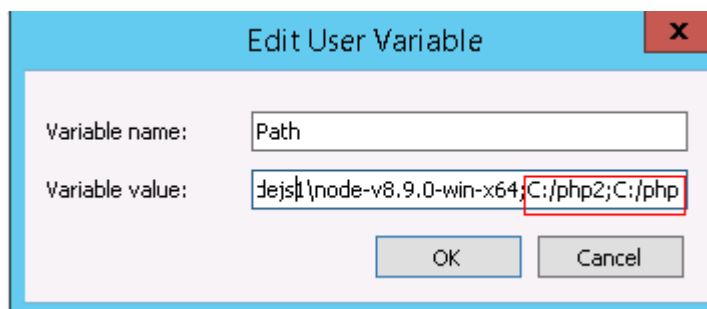 Edit User Variable
x
Variable name:
Path
Variable value:
dejs1\node-v8.9.0-win-x64;C:/php2;C:/php
OK
Cancel